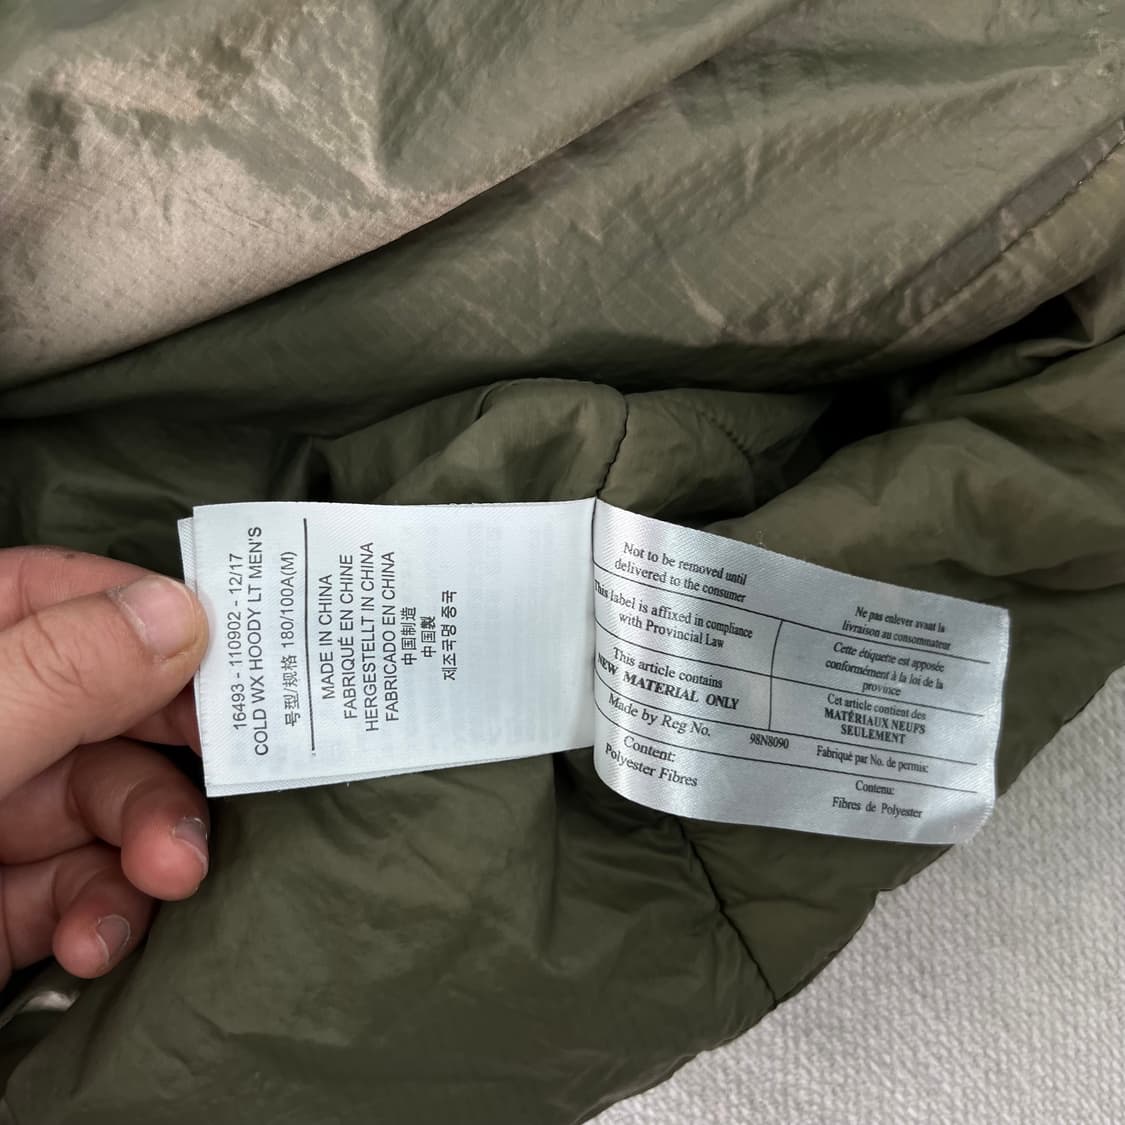 16493 - 110902 - 12/17
COLD WX HOODY LT MEN'S
号型/规格 180/100A(M)
MADE IN CHINA
FABRIQUÉ EN CHINE
HERGESTELLT IN CHINA
FABRICADO EN CHINA
中国制造
中国製
제조국명 중국
Not to be removed until
delivered to the consumer
This label is affixed in compliance
with Provincial Law
This article contains
NEW MATERIAL ONLY
Made by Reg No.
98N8090
Content:
Polyester Fibres
Ne pas enlever avant la
livraison au consommateur
Cette étiquette est apposée
conformément à la loi de la
province
Cet article contient des
MATÉRIAUX NEUFS
SEULEMENT
Fabriqué par No. de permis:
Contenu:
Fibres de Polyester